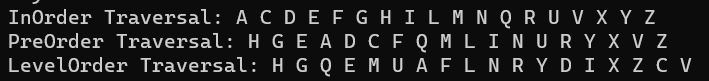 InOrder Traversal: A C D E F G H I L M N Q R U V X Y Z
PreOrder Traversal: H G E A D C F Q M L I N U R Y X V Z
LevelOrder Traversal: H G Q E M U A F L N R Y D I X Z C V